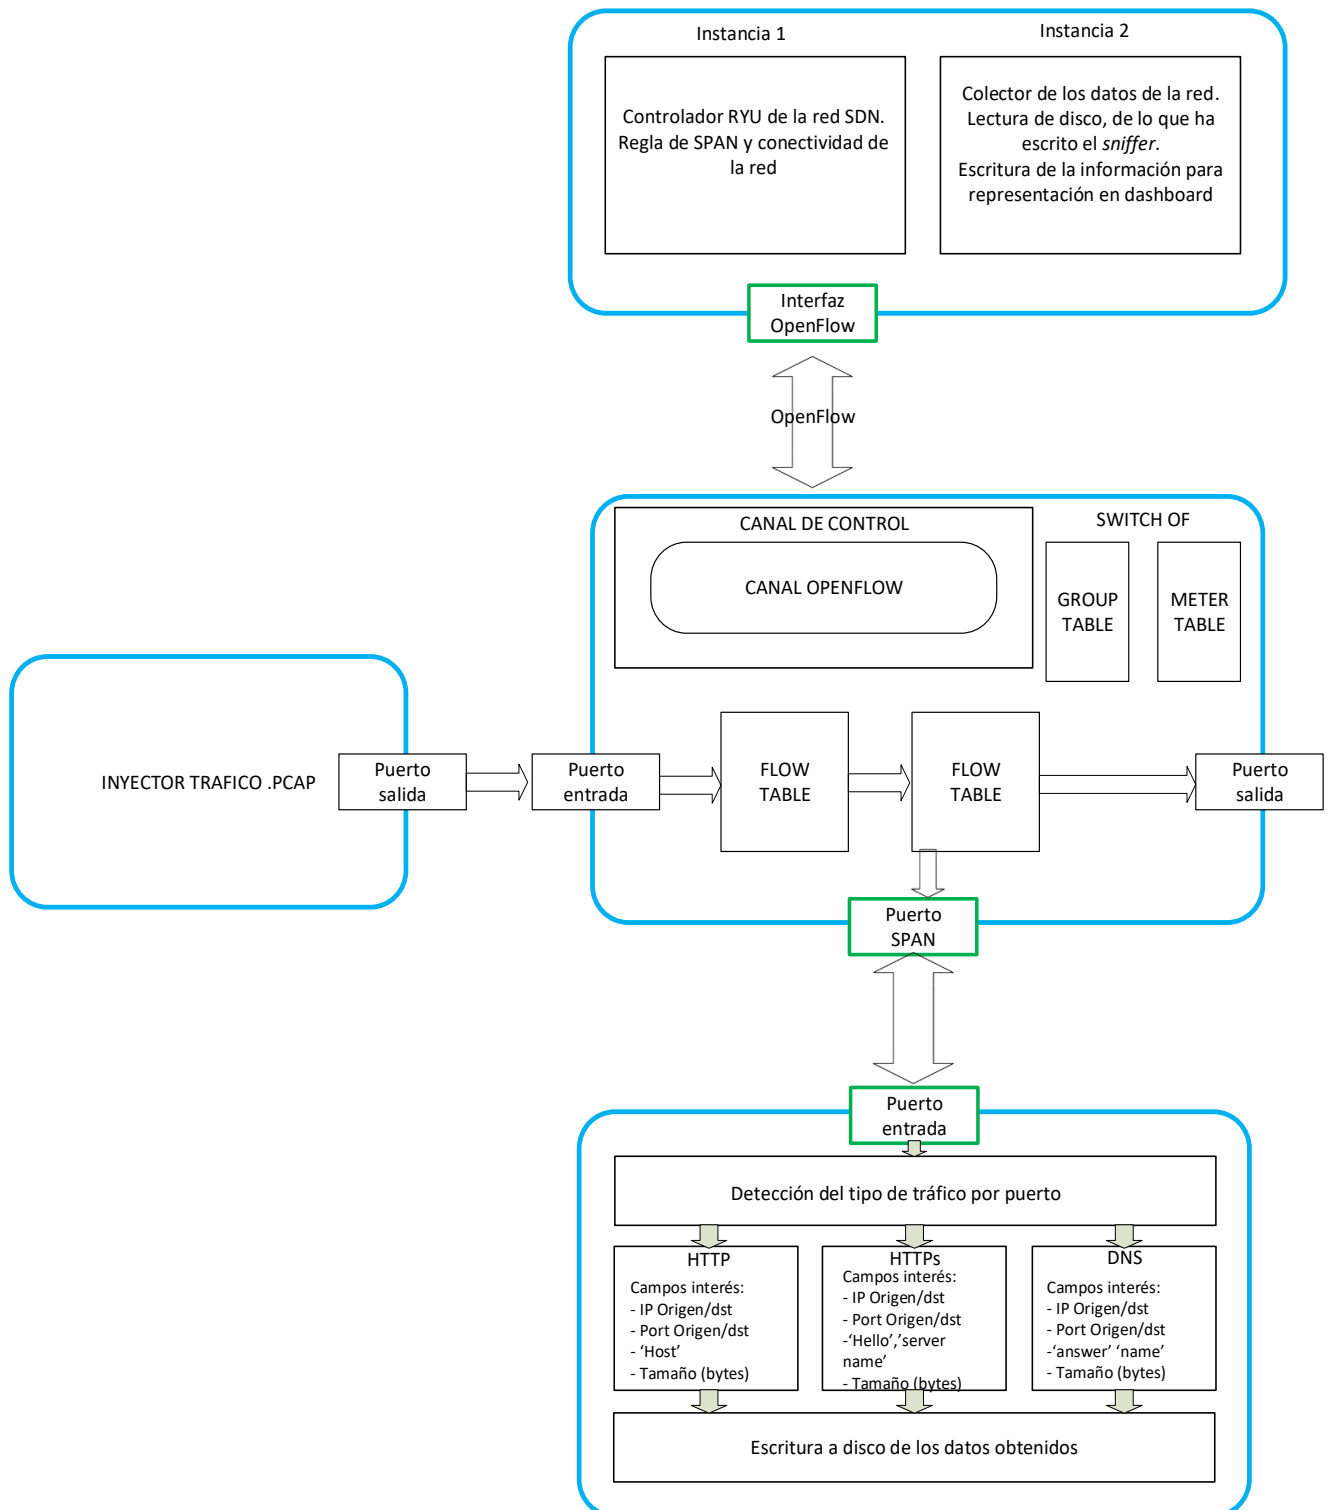 Instancia 1
Instancia 2
Controlador RYU de la red SDN.
Regla de SPAN y conectividad de
la red
Colector de los datos de la red.
Lectura de disco, de lo que ha
escrito el sniffer.
Escritura de la información para
representación en dashboard
Interfaz
OpenFlow
OpenFlow
CANAL DE CONTROL
CANAL OPENFLOW
SWITCH OF
GROUP
TABLE
METER
TABLE
INYECTOR TRAFICO .PCAP
Puerto
salida
Puerto
entrada
FLOW
TABLE
FLOW
TABLE
Puerto
salida
Puerto
SPAN
Puerto
entrada
Detección del tipo de tráfico por puerto
HTTP
Campos interés:
- IP Origen/dst
- Port Origen/dst
- ‘Host’
- Tamaño (bytes)
HTTPs
Campos interés:
- IP Origen/dst
- Port Origen/dst
-‘Hello’,’server
name’
- Tamaño (bytes)
DNS
Campos interés:
- IP Origen/dst
- Port Origen/dst
-‘answer’ ‘name’
- Tamaño (bytes)
Escritura a disco de los datos obtenidos